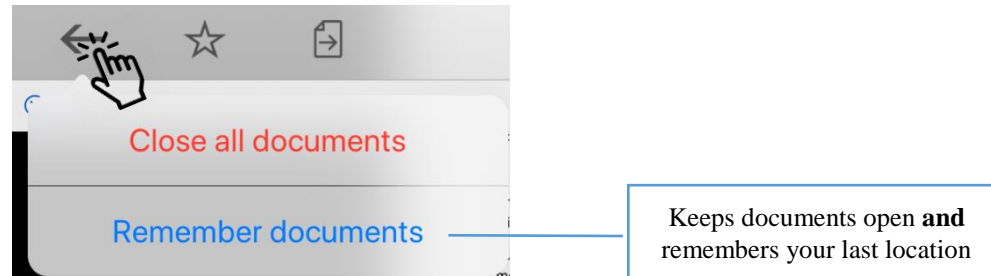 Close all documents
Remember documents
Keeps documents open and
remembers your last location